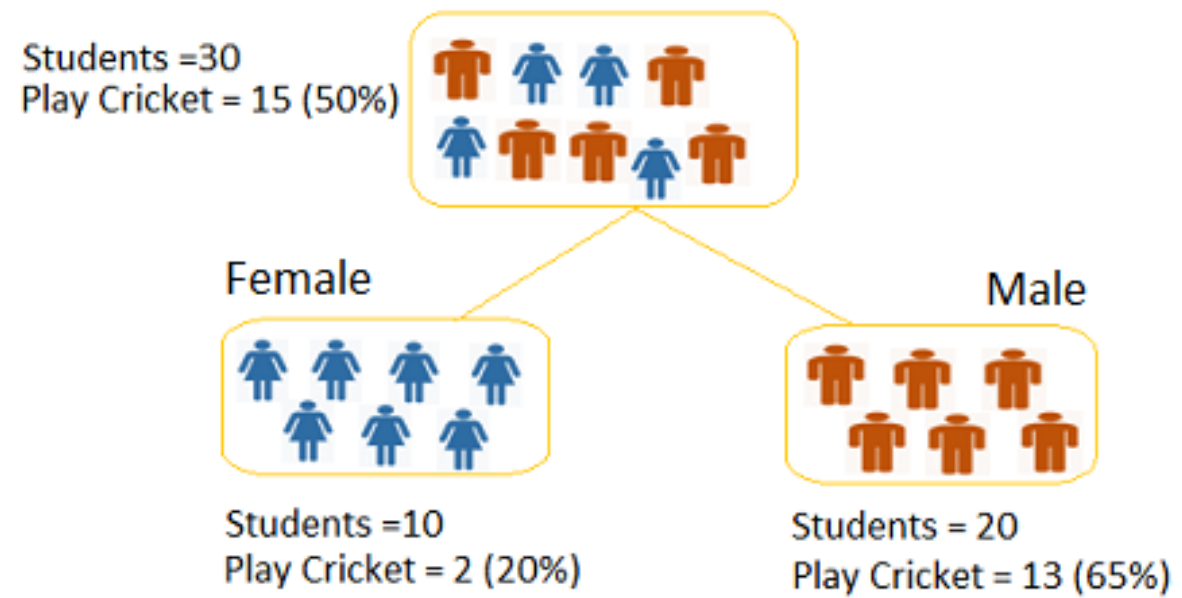 Students =30
Play Cricket = 15 (50%)
Female
Male
Students =10
Play Cricket = 2 (20%)
Students = 20
Play Cricket = 13 (65%)